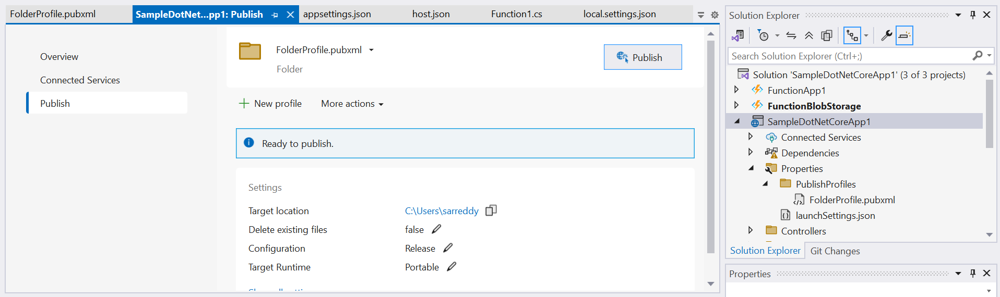 FolderProfile.pubxml
SampleDotNet...pp1: Publish
appsettings.json
host.json
Function1.cs
local.settings.json
Overview
Connected Services
Publish
FolderProfile.pubxml
Folder
Publish
New profile
More actions
Ready to publish.
Settings
Target location C:\Users\sarreddy
Delete existing files false
Configuration Release
Target Runtime Portable
Solution Explorer
Search Solution Explorer (Ctrl+;)
Solution 'SampleDotNetCoreApp1' (3 of 3 projects)
FunctionApp1
FunctionBlobStorage
SampleDotNetCoreApp1
Connected Services
Dependencies
Properties
PublishProfiles
FolderProfile.pubxml
launchSettings.json
Controllers
Solution Explorer
Git Changes
Properties